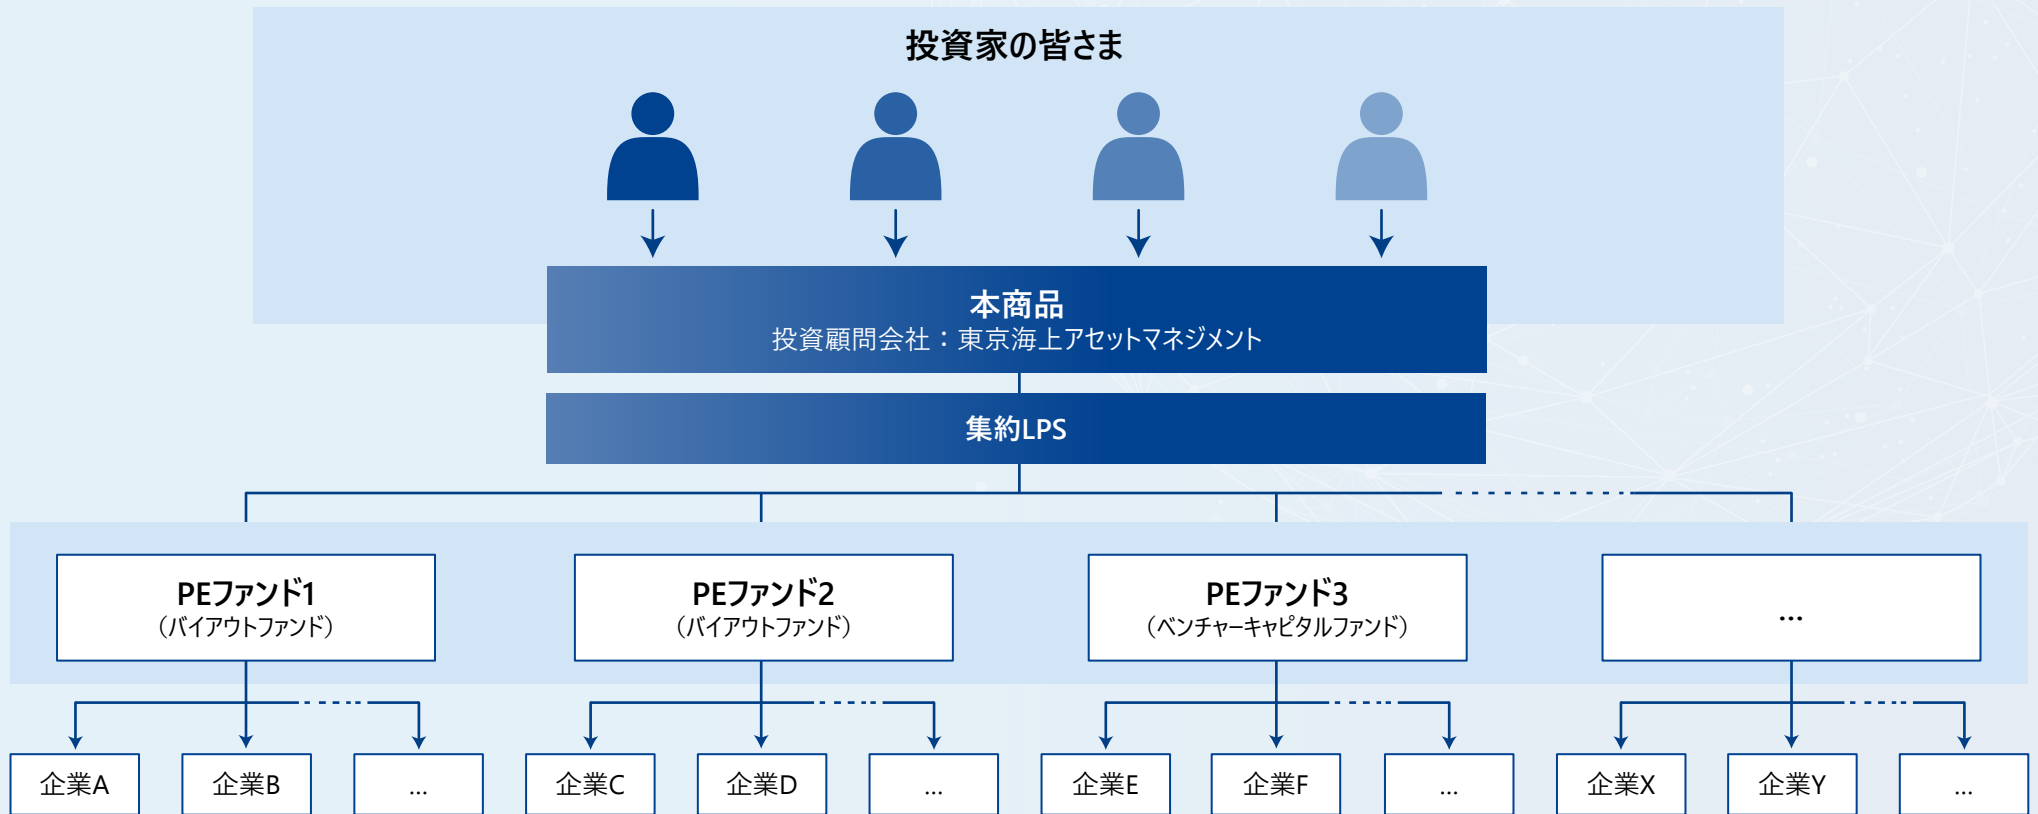 投資家の皆さま
本商品
投資顧問会社：東京海上アセットマネジメント
集約LPS
PEファンド1
（バイアウトファンド）
PEファンド2
（バイアウトファンド）
PEファンド3
（ベンチャーキャピタルファンド）
…
企業A
企業B
…
企業C
企業D
…
企業E
企業F
…
企業X
企業Y
…